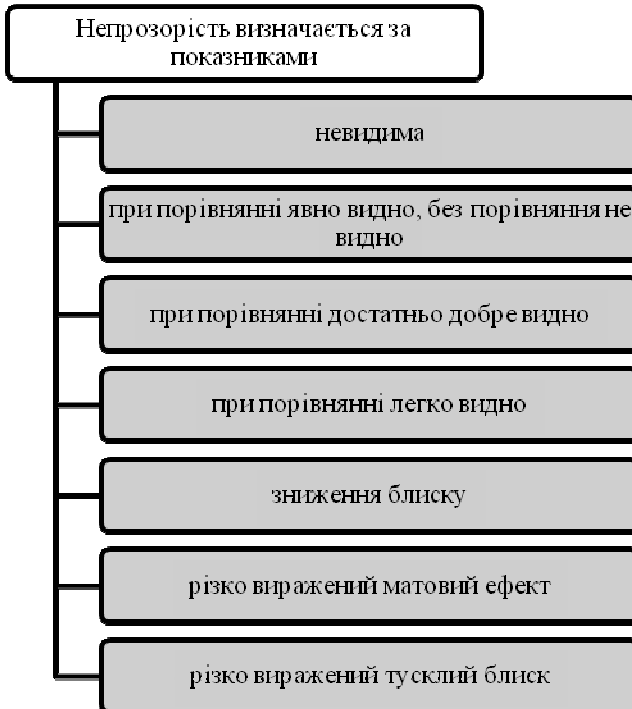 Непрозорість визначається за
показниками
невидима
при порівнянні явно видно, без порівняння не
видно
при порівнянні достатньо добре видно
при порівнянні легко видно
зниження блиску
різко виражений матовий ефект
різко виражений тусклий блиск